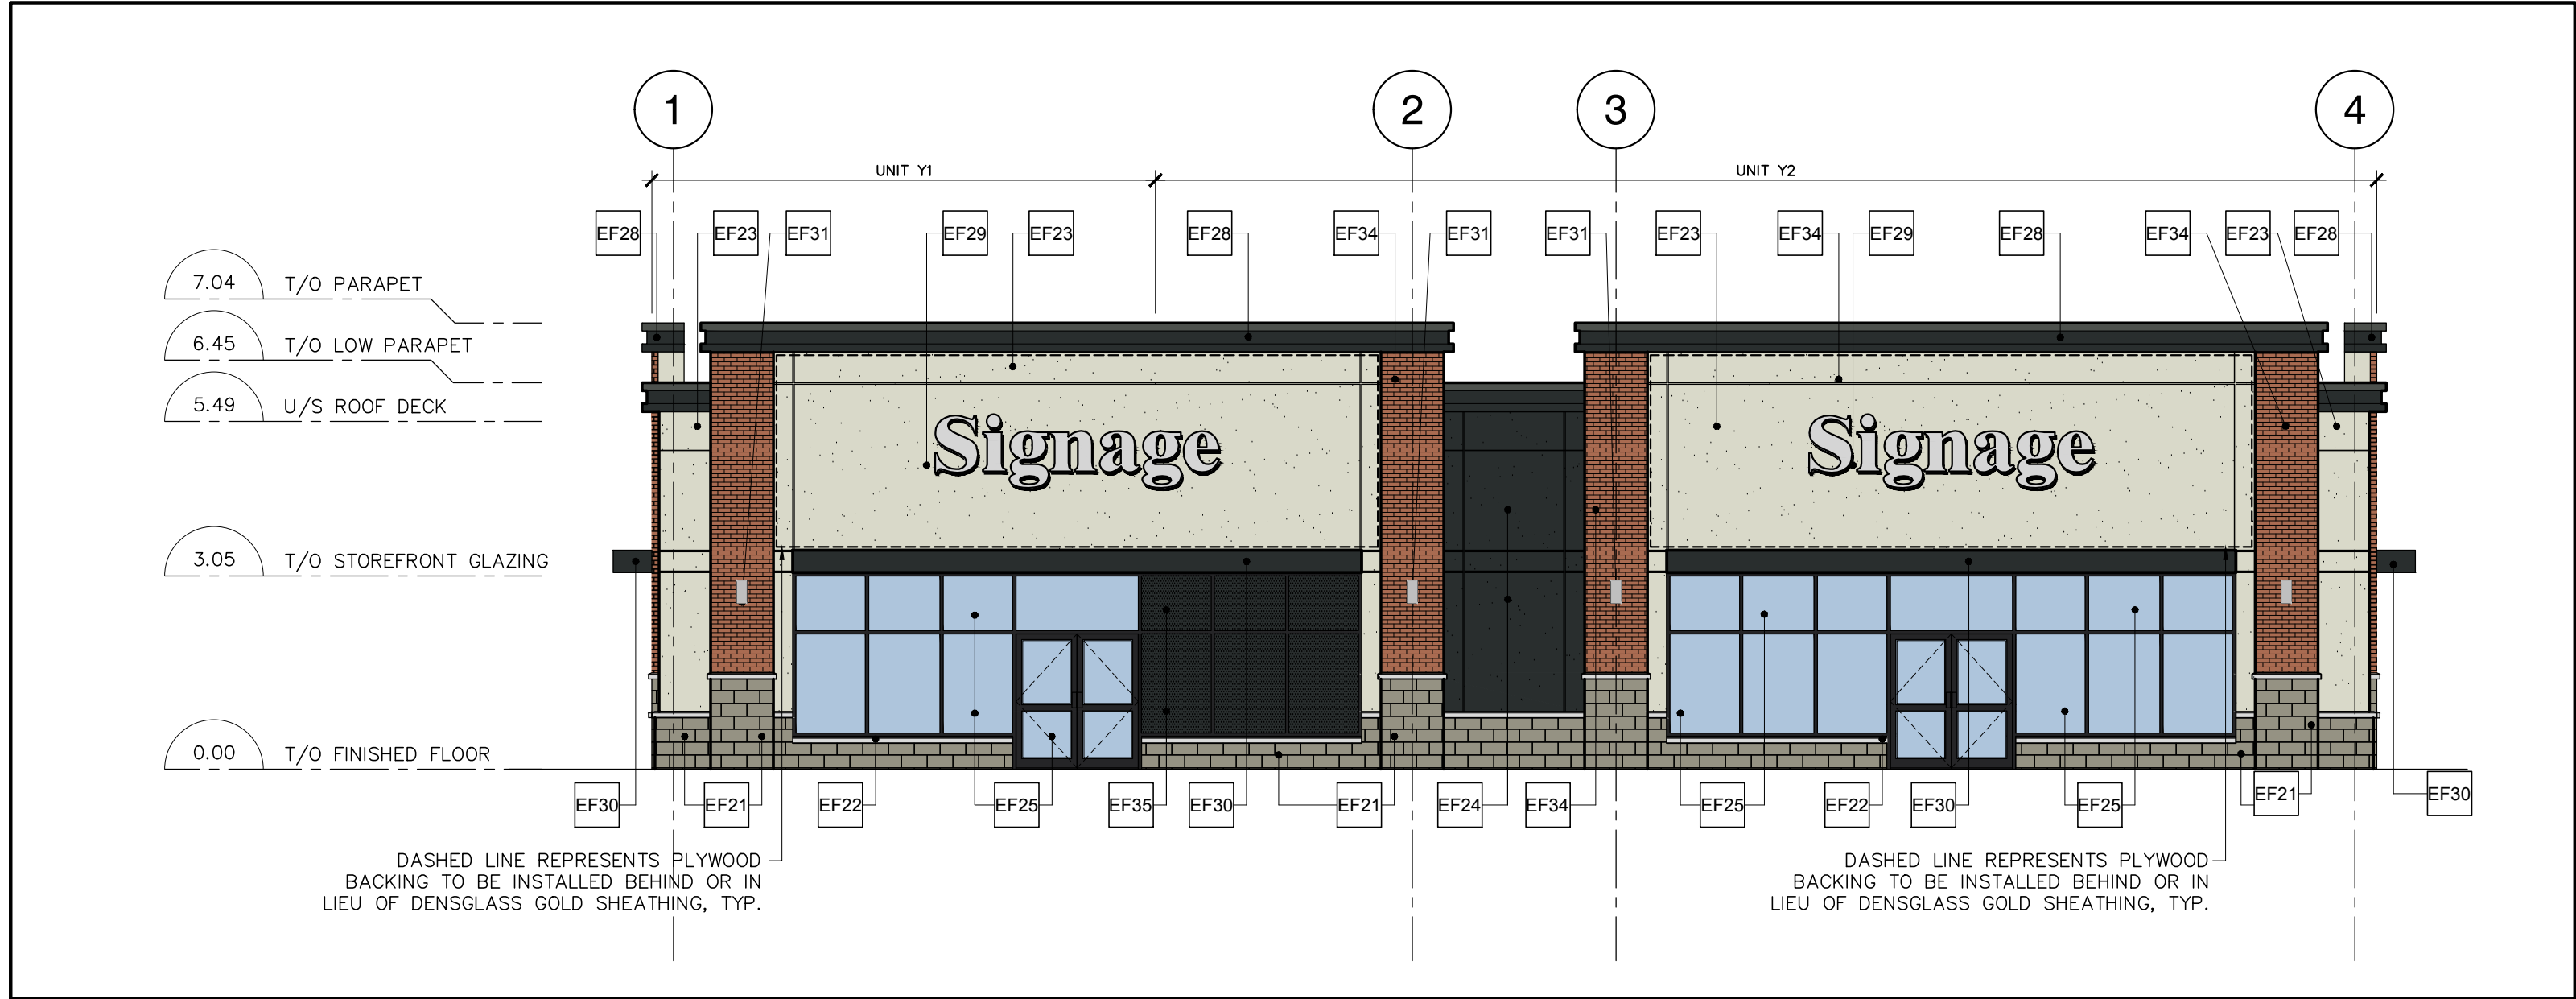 1 2 3 4
UNIT Y1 UNIT Y2
EF28 EF23 EF31 EF29 EF23 EF28 EF34 EF31 EF31 EF23 EF34 EF29 EF28 EF34 EF23 EF28
7.04 T/O PARAPET
6.45 T/O LOW PARAPET
5.49 U/S ROOF DECK
Signage Signage
3.05 T/O STOREFRONT GLAZING
0.00 T/O FINISHED FLOOR
EF30 EF21 EF22 EF25 EF35 EF30 EF21 EF24 EF34 EF25 EF22 EF30 EF25 EF21 EF30
DASHED LINE REPRESENTS PLYWOOD
BACKING TO BE INSTALLED BEHIND OR IN
LIEU OF DENSGLASS GOLD SHEATHING, TYP.
DASHED LINE REPRESENTS PLYWOOD
BACKING TO BE INSTALLED BEHIND OR IN
LIEU OF DENSGLASS GOLD SHEATHING, TYP.